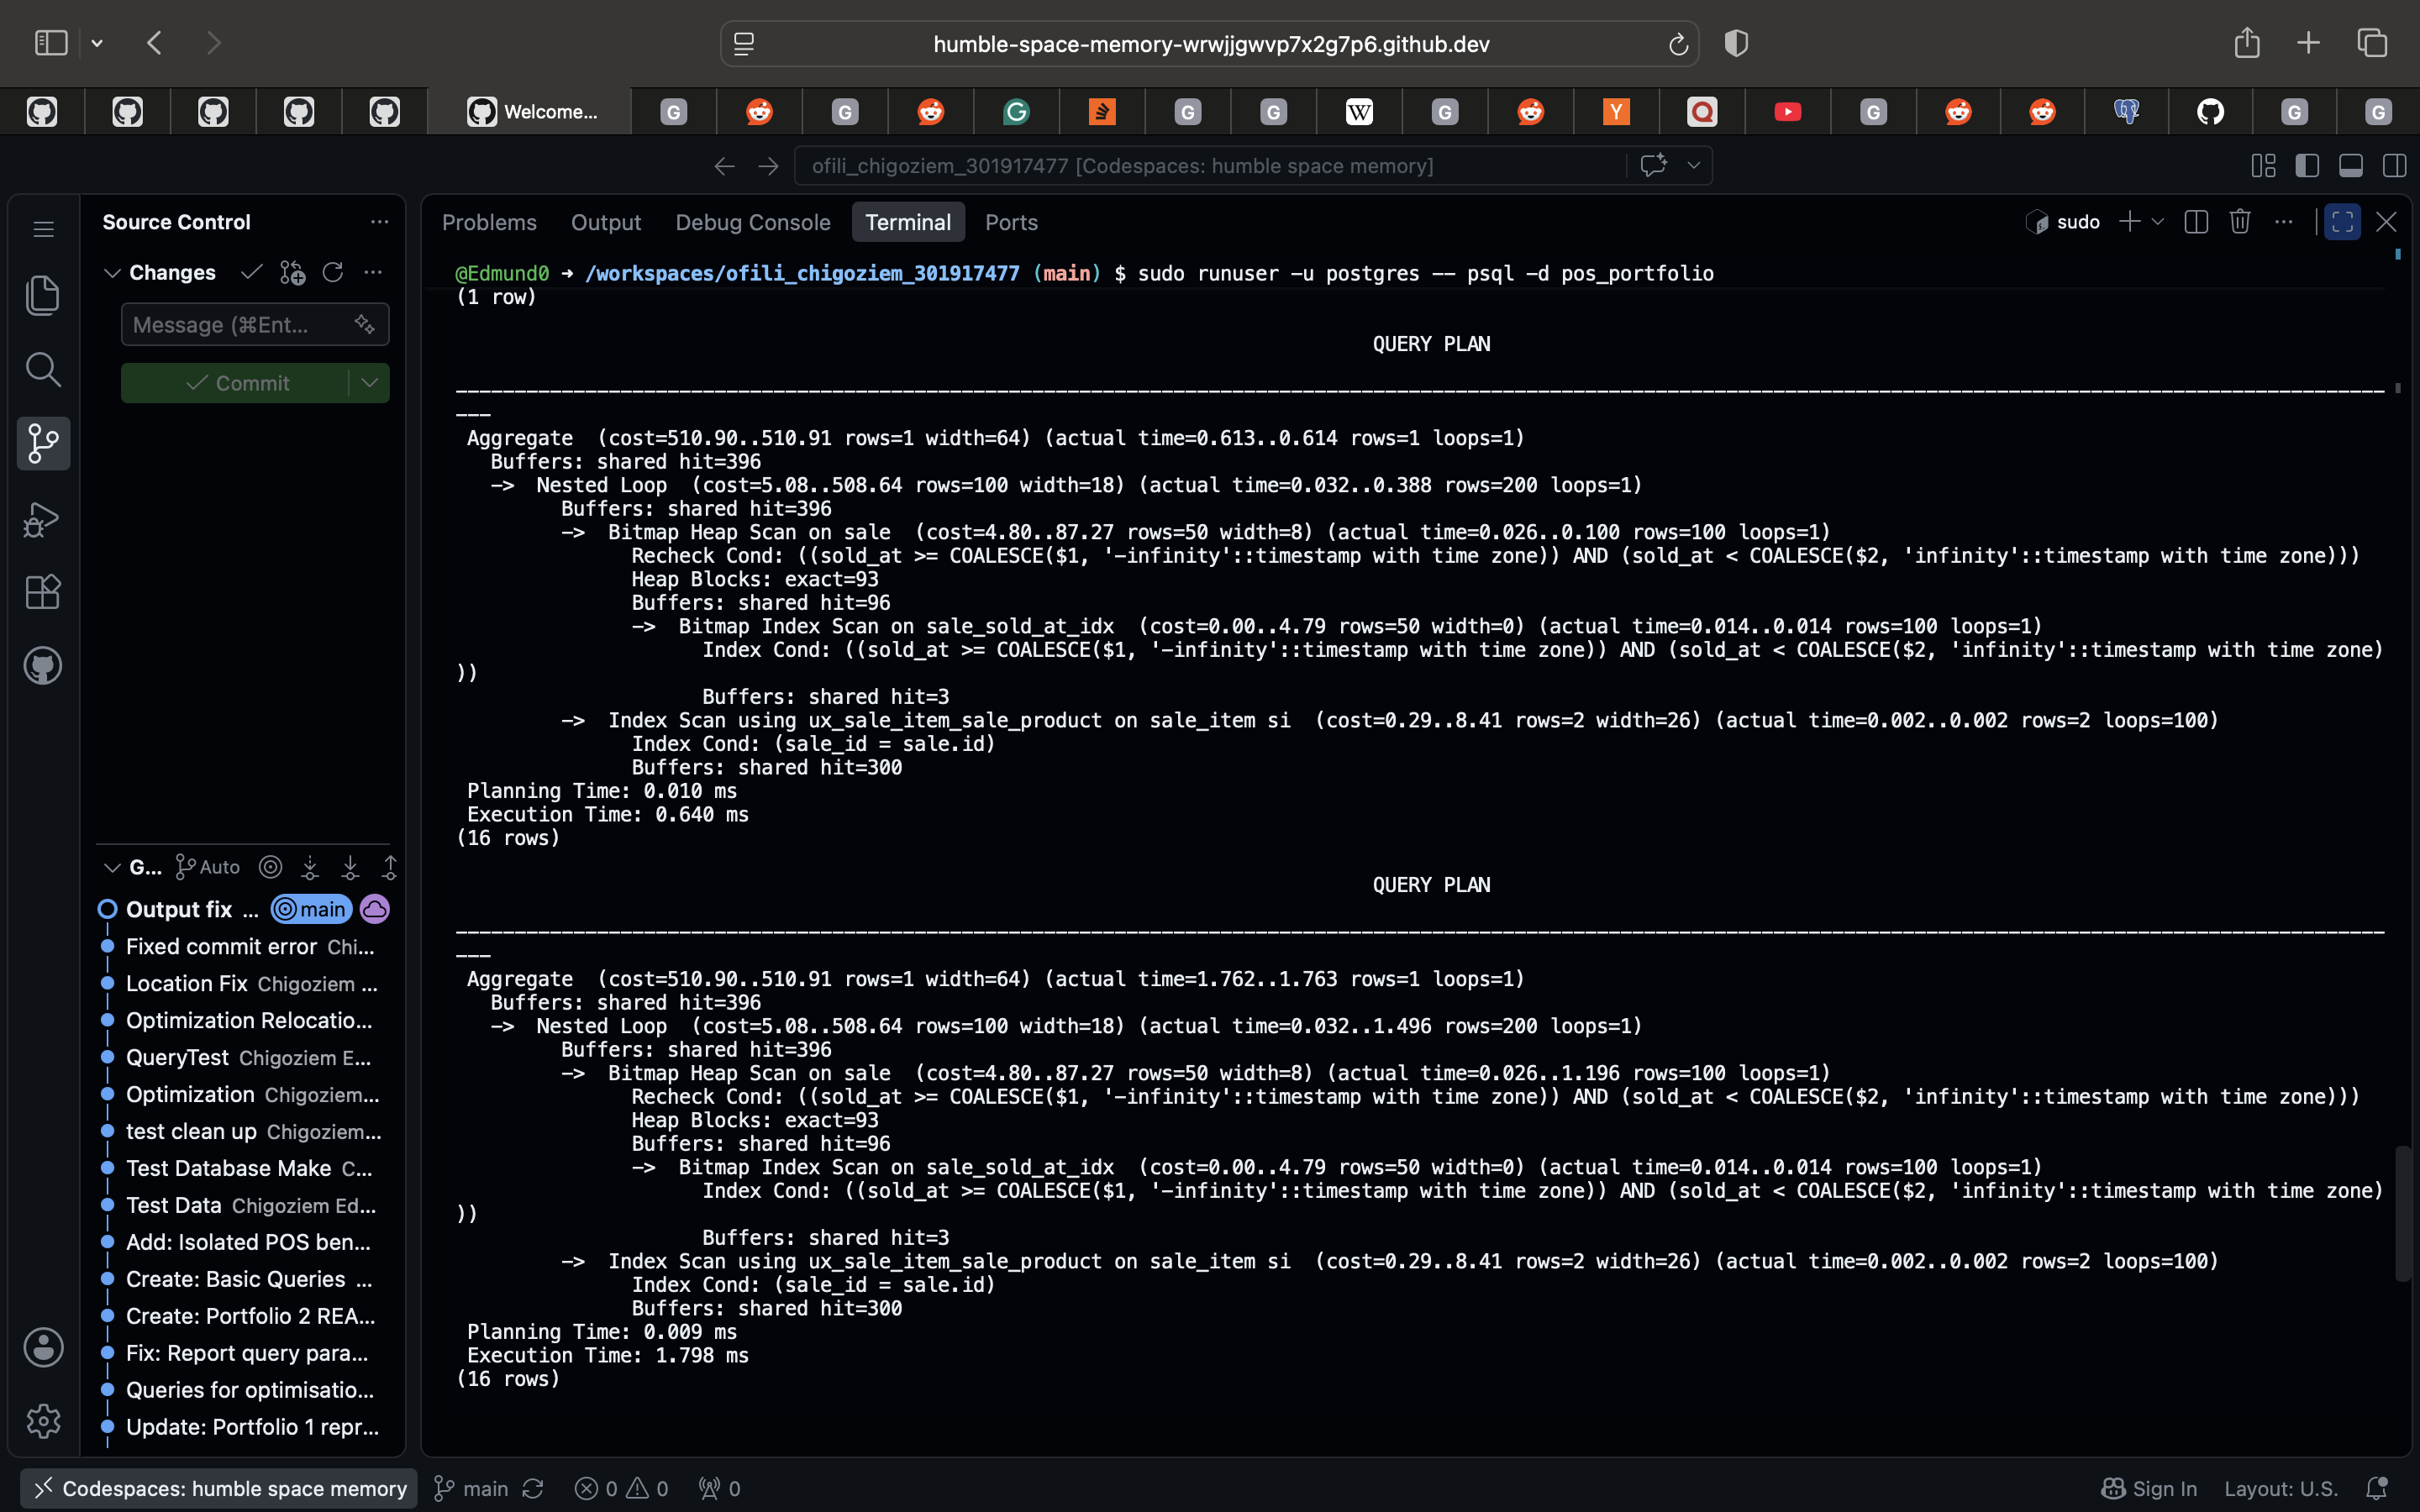 humble-space-memory-wrwjjgwvp7x2g7p6.github.dev
Welcome...
ofili_chigoziem_301917477 [Codespaces: humble space memory]
Source Control
Changes
Message (⌘Ent...
Commit
G...
Auto
Output fix ... main
Fixed commit error Chi...
Location Fix Chigoziem ...
Optimization Relocatio...
QueryTest Chigoziem E...
Optimization Chigoziem...
test clean up Chigoziem...
Test Database Make C...
Test Data Chigoziem Ed...
Add: Isolated POS ben...
Create: Basic Queries ...
Create: Portfolio 2 REA...
Fix: Report query para...
Queries for optimisatio...
Update: Portfolio 1 repr...
Problems Output Debug Console Terminal Ports
sudo
@Edmund0 → /workspaces/ofili_chigoziem_301917477 (main) $ sudo runuser -u postgres -- psql -d pos_portfolio
(1 row)
QUERY PLAN
---
Aggregate (cost=510.90..510.91 rows=1 width=64) (actual time=0.613..0.614 rows=1 loops=1)
Buffers: shared hit=396
-> Nested Loop (cost=5.08..508.64 rows=100 width=18) (actual time=0.032..0.388 rows=200 loops=1)
Buffers: shared hit=396
-> Bitmap Heap Scan on sale (cost=4.80..87.27 rows=50 width=8) (actual time=0.026..0.100 rows=100 loops=1)
Recheck Cond: ((sold_at >= COALESCE($1, '-infinity'::timestamp with time zone)) AND (sold_at < COALESCE($2, 'infinity'::timestamp with time zone)))
Heap Blocks: exact=93
Buffers: shared hit=96
-> Bitmap Index Scan on sale_sold_at_idx (cost=0.00..4.79 rows=50 width=0) (actual time=0.014..0.014 rows=100 loops=1)
Index Cond: ((sold_at >= COALESCE($1, '-infinity'::timestamp with time zone)) AND (sold_at < COALESCE($2, 'infinity'::timestamp with time zone)
))
Buffers: shared hit=3
-> Index Scan using ux_sale_item_sale_product on sale_item si (cost=0.29..8.41 rows=2 width=26) (actual time=0.002..0.002 rows=2 loops=100)
Index Cond: (sale_id = sale.id)
Buffers: shared hit=300
Planning Time: 0.010 ms
Execution Time: 0.640 ms
(16 rows)
QUERY PLAN
---
Aggregate (cost=510.90..510.91 rows=1 width=64) (actual time=1.762..1.763 rows=1 loops=1)
Buffers: shared hit=396
-> Nested Loop (cost=5.08..508.64 rows=100 width=18) (actual time=0.032..1.496 rows=200 loops=1)
Buffers: shared hit=396
-> Bitmap Heap Scan on sale (cost=4.80..87.27 rows=50 width=8) (actual time=0.026..1.196 rows=100 loops=1)
Recheck Cond: ((sold_at >= COALESCE($1, '-infinity'::timestamp with time zone)) AND (sold_at < COALESCE($2, 'infinity'::timestamp with time zone)))
Heap Blocks: exact=93
Buffers: shared hit=96
-> Bitmap Index Scan on sale_sold_at_idx (cost=0.00..4.79 rows=50 width=0) (actual time=0.014..0.014 rows=100 loops=1)
Index Cond: ((sold_at >= COALESCE($1, '-infinity'::timestamp with time zone)) AND (sold_at < COALESCE($2, 'infinity'::timestamp with time zone)
))
Buffers: shared hit=3
-> Index Scan using ux_sale_item_sale_product on sale_item si (cost=0.29..8.41 rows=2 width=26) (actual time=0.002..0.002 rows=2 loops=100)
Index Cond: (sale_id = sale.id)
Buffers: shared hit=300
Planning Time: 0.009 ms
Execution Time: 1.798 ms
(16 rows)
Codespaces: humble space memory main 0 0 0 Sign In Layout: U.S.